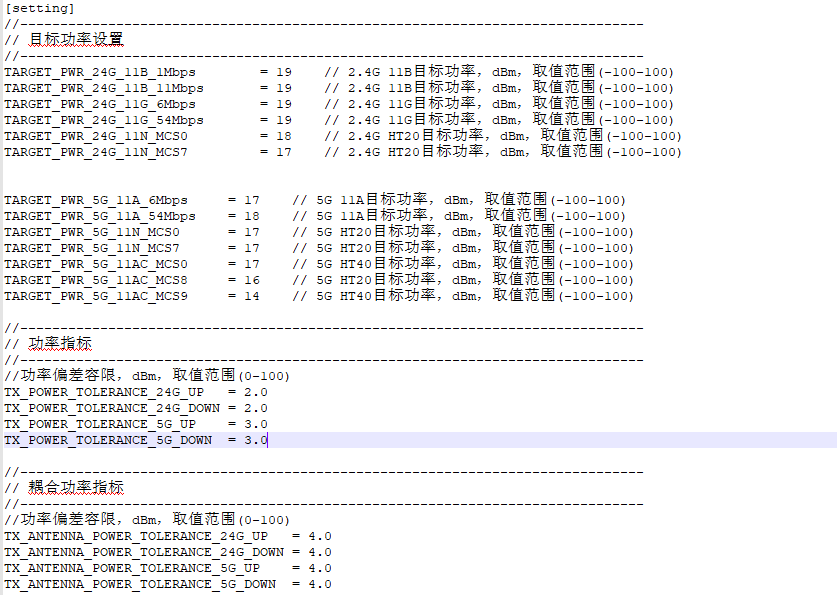 [setting]
//------------------------------------------------------------------------------
// 目标功率设置
//------------------------------------------------------------------------------
TARGET_PWR_24G_11B_1Mbps        = 19    // 2.4G 11B目标功率，dBm，取值范围(-100-100)
TARGET_PWR_24G_11B_11Mbps       = 19    // 2.4G 11B目标功率，dBm，取值范围(-100-100)
TARGET_PWR_24G_11G_6Mbps        = 19    // 2.4G 11G目标功率，dBm，取值范围(-100-100)
TARGET_PWR_24G_11G_54Mbps       = 19    // 2.4G 11G目标功率，dBm，取值范围(-100-100)
TARGET_PWR_24G_11N_MCS0         = 18    // 2.4G HT20目标功率，dBm，取值范围(-100-100)
TARGET_PWR_24G_11N_MCS7         = 17    // 2.4G HT20目标功率，dBm，取值范围(-100-100)
TARGET_PWR_5G_11A_6Mbps     = 17    // 5G 11A目标功率，dBm，取值范围(-100-100)
TARGET_PWR_5G_11A_54Mbps    = 18    // 5G 11A目标功率，dBm，取值范围(-100-100)
TARGET_PWR_5G_11N_MCS0      = 17    // 5G HT20目标功率，dBm，取值范围(-100-100)
TARGET_PWR_5G_11N_MCS7      = 17    // 5G HT20目标功率，dBm，取值范围(-100-100)
TARGET_PWR_5G_11AC_MCS0     = 17    // 5G HT40目标功率，dBm，取值范围(-100-100)
TARGET_PWR_5G_11AC_MCS8     = 16    // 5G HT20目标功率，dBm，取值范围(-100-100)
TARGET_PWR_5G_11AC_MCS9     = 14    // 5G HT40目标功率，dBm，取值范围(-100-100)
//------------------------------------------------------------------------------
// 功率指标
//------------------------------------------------------------------------------
//功率偏差容限，dBm，取值范围(0-100)
TX_POWER_TOLERANCE_24G_UP   = 2.0
TX_POWER_TOLERANCE_24G_DOWN = 2.0
TX_POWER_TOLERANCE_5G_UP    = 3.0
TX_POWER_TOLERANCE_5G_DOWN  = 3.0
//------------------------------------------------------------------------------
// 耦合功率指标
//------------------------------------------------------------------------------
//功率偏差容限，dBm，取值范围(0-100)
TX_ANTENNA_POWER_TOLERANCE_24G_UP   = 4.0
TX_ANTENNA_POWER_TOLERANCE_24G_DOWN = 4.0
TX_ANTENNA_POWER_TOLERANCE_5G_UP    = 4.0
TX_ANTENNA_POWER_TOLERANCE_5G_DOWN  = 4.0